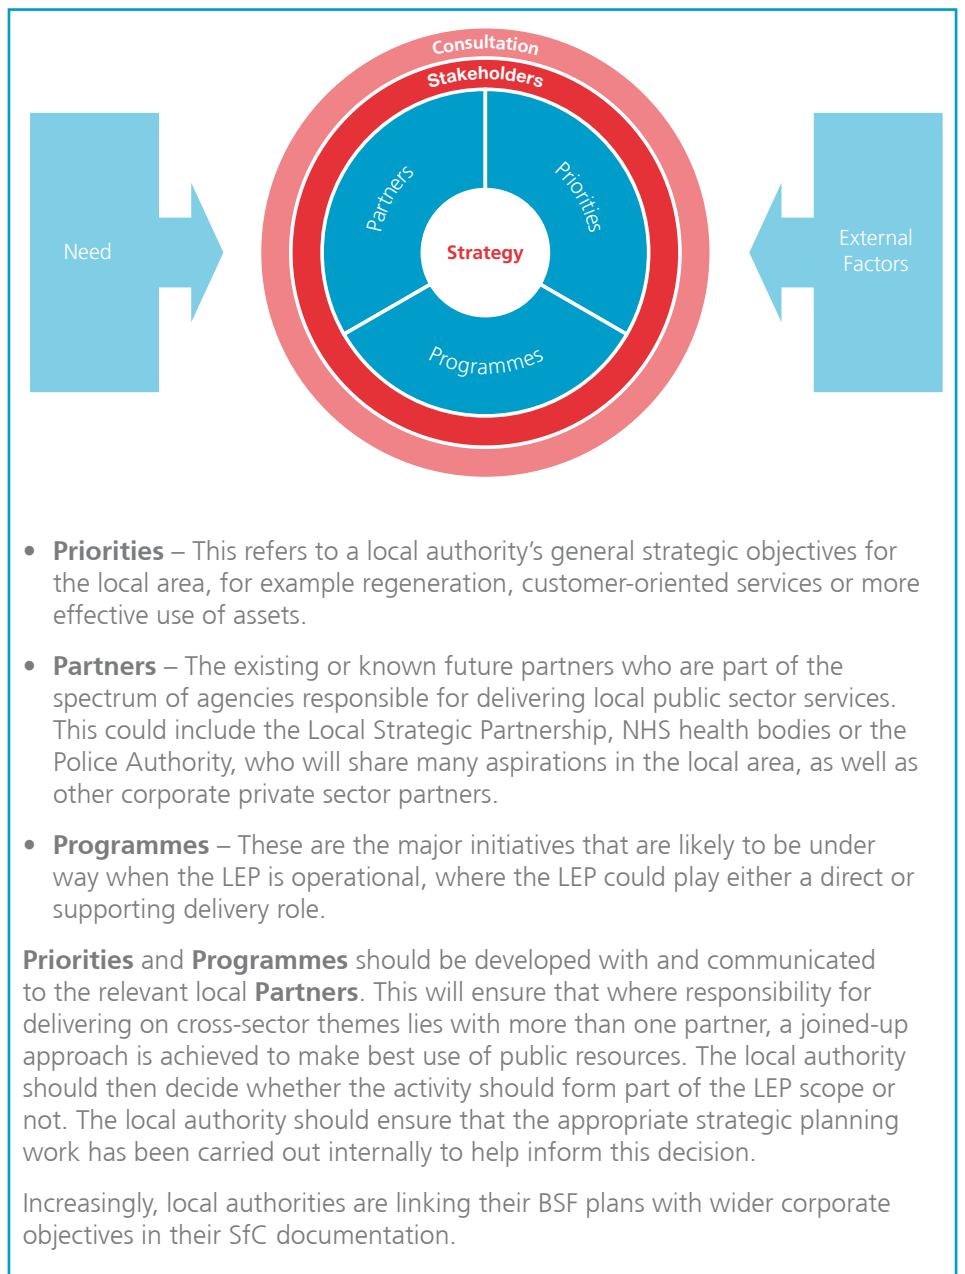 Consultation
Stakeholders
Partners
Priorities
Need
Strategy
External
Factors
Programmes
• Priorities – This refers to a local authority’s general strategic objectives for
the local area, for example regeneration, customer-oriented services or more
effective use of assets.
• Partners – The existing or known future partners who are part of the
spectrum of agencies responsible for delivering local public sector services.
This could include the Local Strategic Partnership, NHS health bodies or the
Police Authority, who will share many aspirations in the local area, as well as
other corporate private sector partners.
• Programmes – These are the major initiatives that are likely to be under
way when the LEP is operational, where the LEP could play either a direct or
supporting delivery role.
Priorities and Programmes should be developed with and communicated
to the relevant local Partners. This will ensure that where responsibility for
delivering on cross-sector themes lies with more than one partner, a joined-up
approach is achieved to make best use of public resources. The local authority
should then decide whether the activity should form part of the LEP scope or
not. The local authority should ensure that the appropriate strategic planning
work has been carried out internally to help inform this decision.
Increasingly, local authorities are linking their BSF plans with wider corporate
objectives in their SfC documentation.